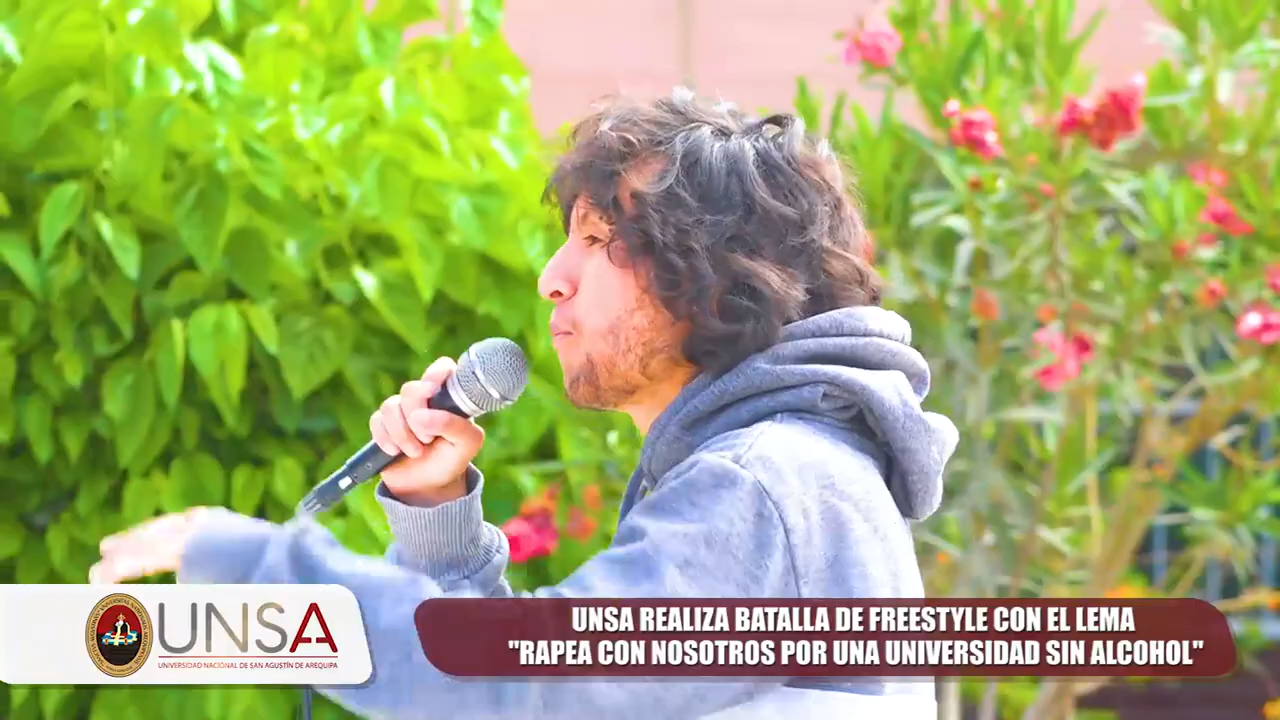 UNSA
UNIVERSIDAD NACIONAL DE SAN AGUSTÍN DE AREQUIPA
UNSA REALIZA BATALLA DE FREESTYLE CON EL LEMA
"RAPEA CON NOSOTROS POR UNA UNIVERSIDAD SIN ALCOHOL"